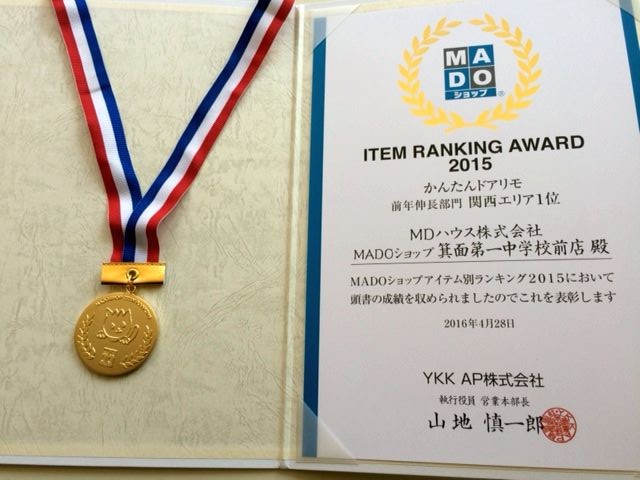 MA
DO
ショップ®
ITEM RANKING AWARD
2015
かんたんドアリモ
前年伸長部門 関西エリア1位
MDハウス株式会社
MADOショップ 箕面第一中学校前店 殿
MADOショップアイテム別ランキング2015において
頭書の成績を収められましたのでこれを表彰します
2016年4月28日
YKK AP株式会社
執行役員 営業本部長
山地 慎一郎